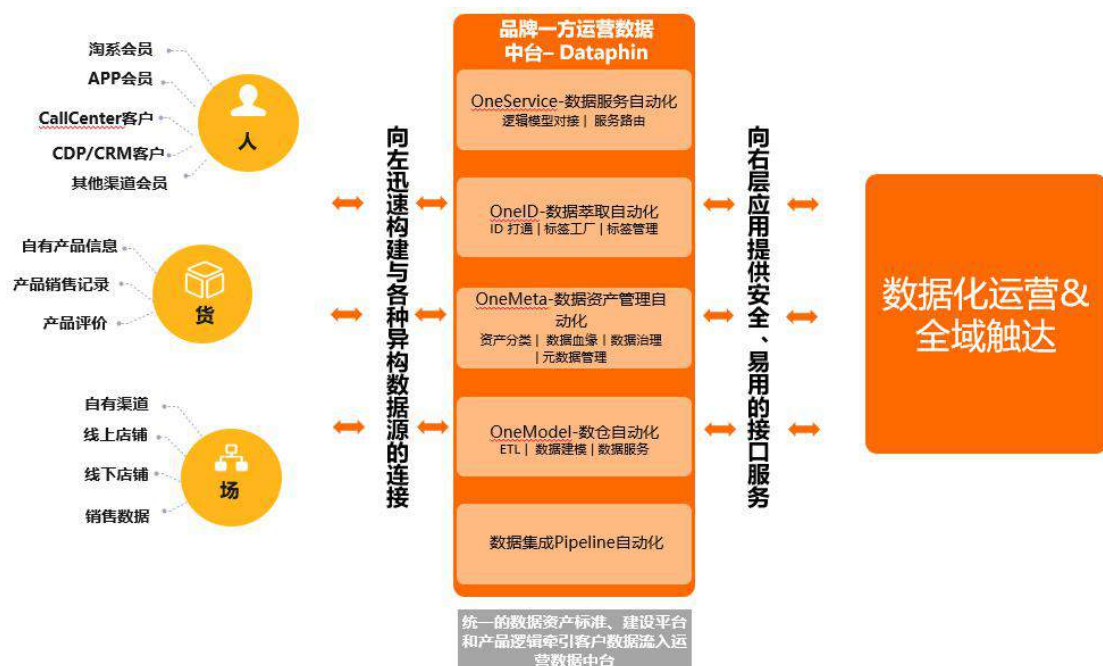 淘系会员
APP会员
CallCenter客户
CDP/CRM客户
其他渠道会员
人
自有产品信息
产品销售记录
产品评价
货
自有渠道
线上店铺
线下店铺
销售数据
场
向左迅速构建与各种异构数据源的连接
品牌一方运营数据
中台– Dataphin
OneService-数据服务自动化
逻辑模型对接 | 服务路由
OneID-数据萃取自动化
ID 打通 | 标签工厂 | 标签管理
OneMeta-数据资产管理自
动化
资产分类 | 数据血缘 | 数据治理
| 元数据管理
OneModel-数仓自动化
ETL | 数据建模 | 数据服务
数据集成Pipeline自动化
统一的数据资产标准、建设平台
和产品逻辑牵引客户数据流入运
营数据中台
向右层应用提供安全、易用的接口服务
数据化运营&
全域触达